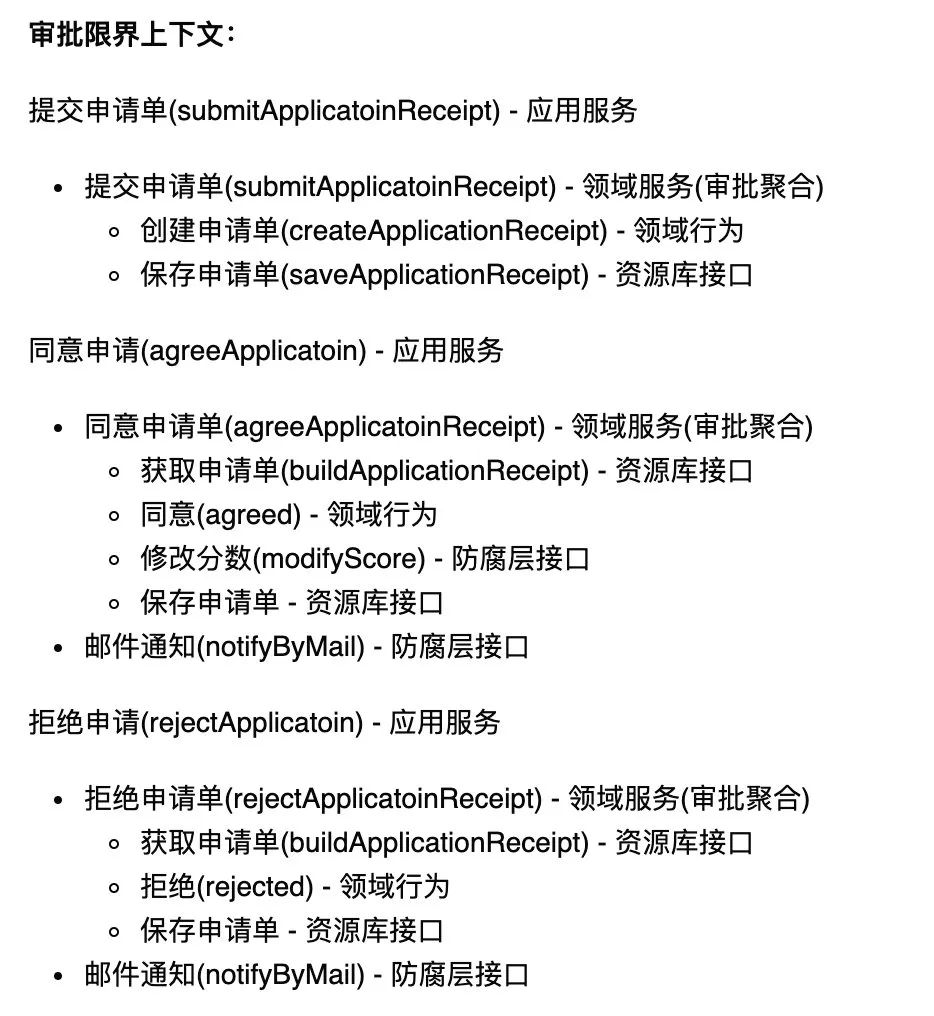 审批限界上下文:
提交申请单(submitApplicatoinReceipt) - 应用服务
• 提交申请单(submitApplicatoinReceipt) - 领域服务(审批聚合)
◦ 创建申请单(createApplicationReceipt) - 领域行为
◦ 保存申请单(saveApplicationReceipt) - 资源库接口
同意申请(agreeApplicatoin) - 应用服务
• 同意申请单(agreeApplicatoinReceipt) - 领域服务(审批聚合)
◦ 获取申请单(buildApplicationReceipt) - 资源库接口
◦ 同意(agreed) - 领域行为
◦ 修改分数(modifyScore) - 防腐层接口
◦ 保存申请单 - 资源库接口
• 邮件通知(notifyByMail) - 防腐层接口
拒绝申请(rejectApplicatoin) - 应用服务
• 拒绝申请单(rejectApplicatoinReceipt) - 领域服务(审批聚合)
◦ 获取申请单(buildApplicationReceipt) - 资源库接口
◦ 拒绝(rejected) - 领域行为
◦ 保存申请单 - 资源库接口
• 邮件通知(notifyByMail) - 防腐层接口